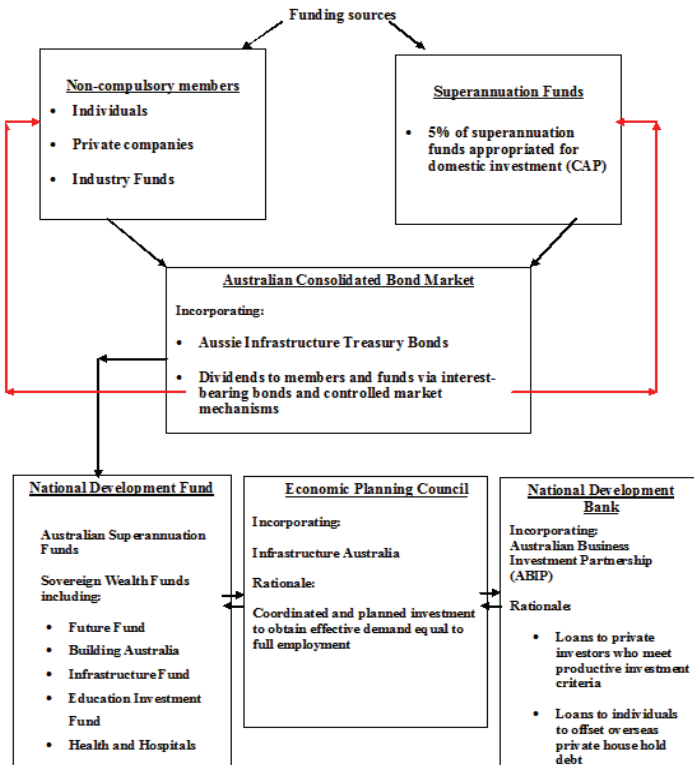 Funding sources
Non-compulsory members
• Individuals
• Private companies
• Industry Funds
Superannuation Funds
• 5% of superannuation
funds appropriated for
domestic investment (CAP)
Australian Consolidated Bond Market
Incorporating:
• Aussie Infrastructure Treasury Bonds
• Dividends to members and funds via interest-
bearing bonds and controlled market
mechanisms
National Development Fund
Australian Superannuation
Funds
Sovereign Wealth Funds
including:
• Future Fund
• Building Australia
• Infrastructure Fund
• Education Investment
Fund
• Health and Hospitals
Economic Planning Council
Incorporating:
Infrastructure Australia
Rationale:
Coordinated and planned investment
to obtain effective demand equal to
full employment
National Development
Bank
Incorporating:
Australian Business
Investment Partnership
(ABIP)
Rationale:
• Loans to private
investors who meet
productive investment
criteria
• Loans to individuals
to offset overseas
private household
debt